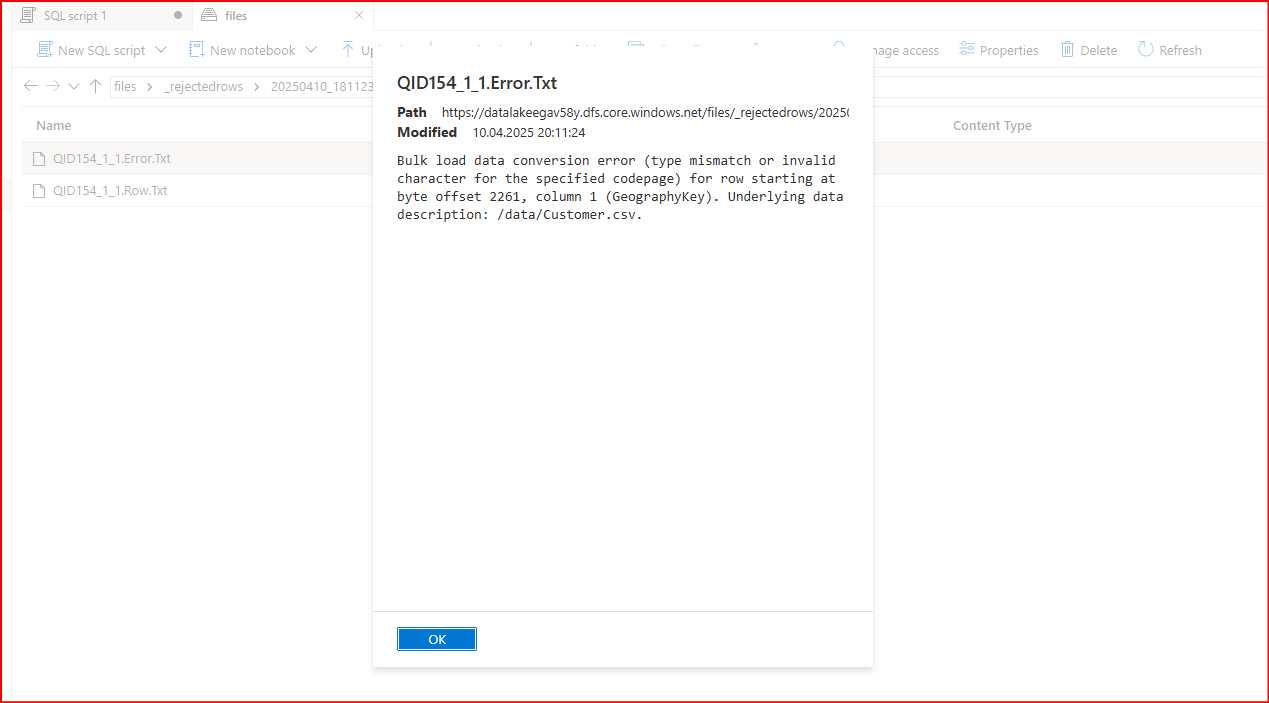 SQL script 1
files
New SQL script
New notebook
nage access
Properties
Delete
Refresh
files
_rejectedrows
20250410_181123
Name
Content Type
QID154_1_1.Error.Txt
QID154_1_1.Row.Txt
QID154_1_1.Error.Txt
Path https://datalakeegav58y.dfs.core.windows.net/files/_rejectedrows/2025
Modified 10.04.2025 20:11:24
Bulk load data conversion error (type mismatch or invalid
character for the specified codepage) for row starting at
byte offset 2261, column 1 (GeographyKey). Underlying data
description: /data/Customer.csv.
OK